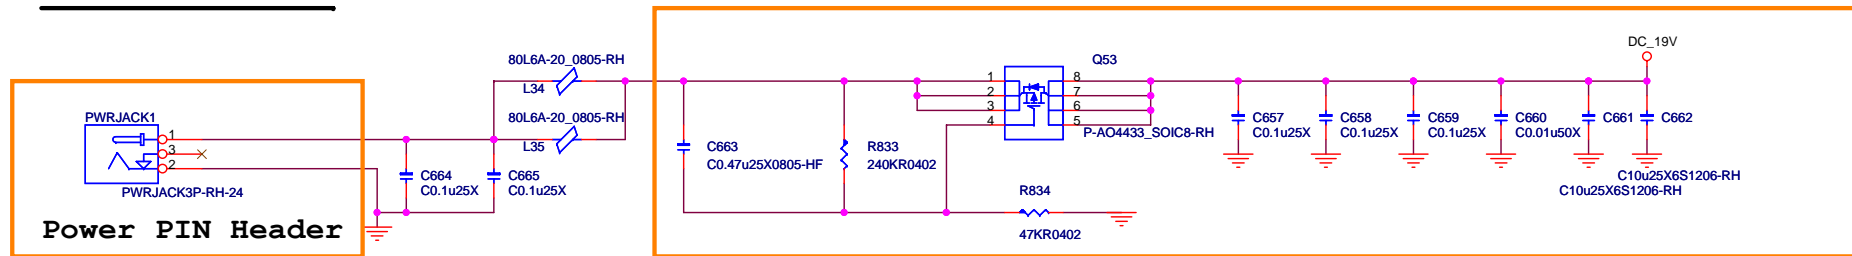 DC_19V
80L6A-20_0805-RH
Q53
L34
1
8
2
7
3
6
4
5
P-AO4433_SOIC8-RH
PWRJACK1
80L6A-20_0805-RH
L35
1
3
2
PWRJACK3P-RH-24
C664
C0.1u25X
C665
C0.1u25X
C663
C0.47u25X0805-HF
R833
240KR0402
C657
C0.1u25X
C658
C0.1u25X
C659
C0.1u25X
C660
C0.01u50X
C661
C662
C10u25X6S1206-RH
C10u25X6S1206-RH
R834
47KR0402
Power PIN Header